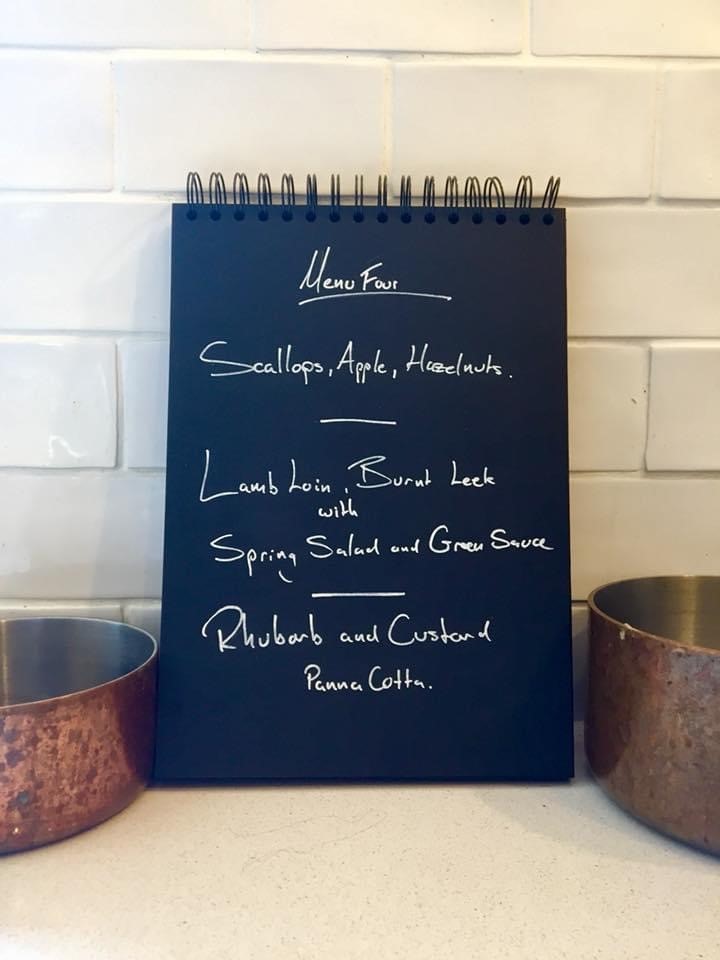 Menu Four
Scallops, Apple, Hazelnuts.
Lamb Loin, Burnt Leek
with
Spring Salad and Green Sauce
Rhubarb and Custard
Panna Cotta.